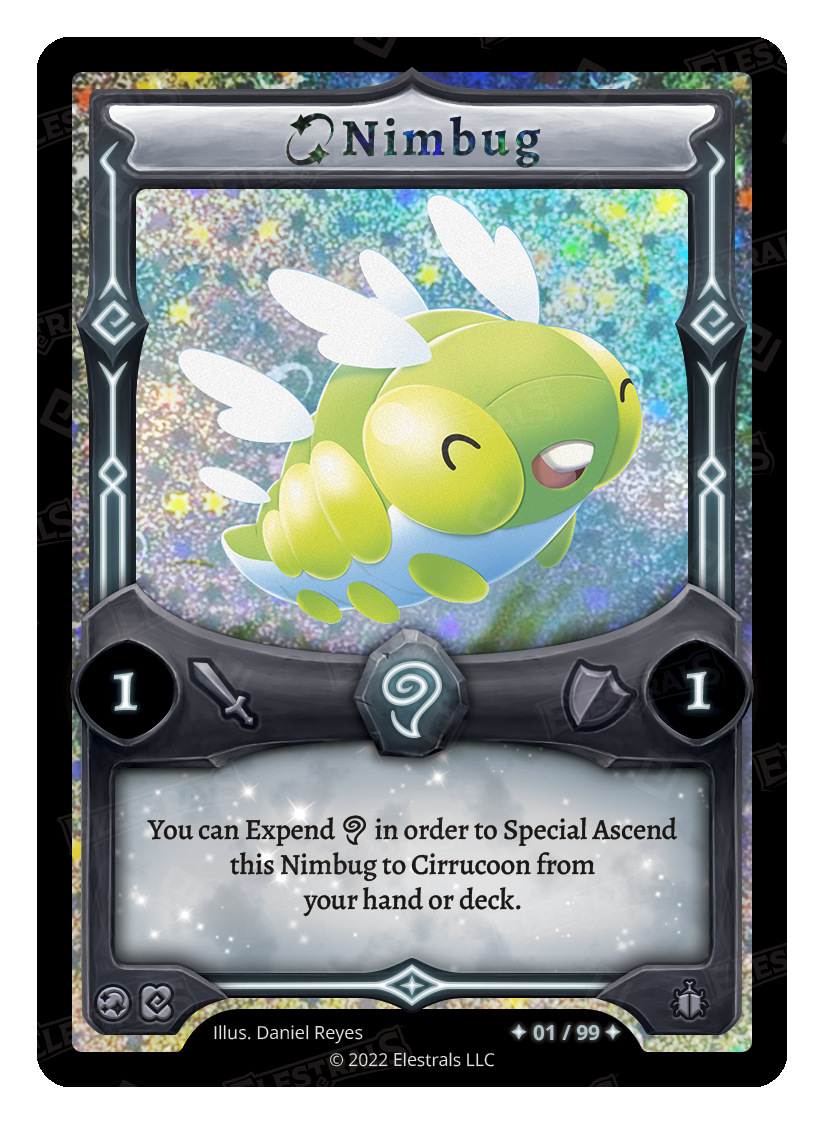 Nimbug
1
1
You can Expend in order to Special Ascend
this Nimbug to Cirrucoon from
your hand or deck.
Illus. Daniel Reyes
01 / 99
© 2022 Elestrals LLC
ELESTRALS